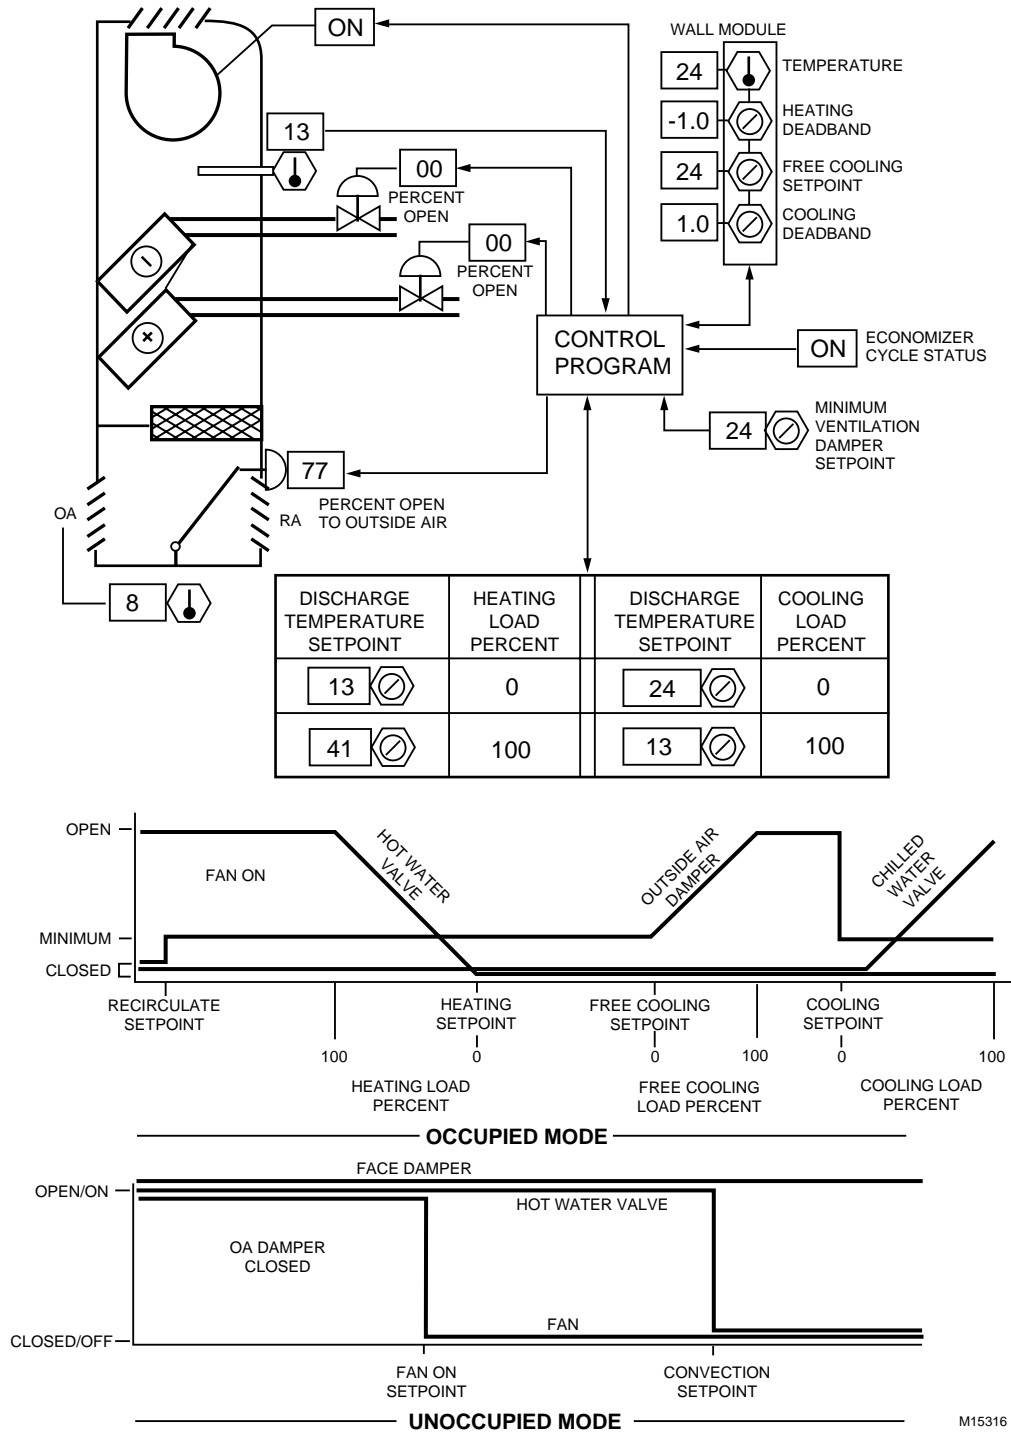 ON
WALL MODULE
24
TEMPERATURE
-1.0
HEATING
DEADBAND
24
FREE COOLING
SETPOINT
1.0
COOLING
DEADBAND
13
00
PERCENT
OPEN
00
PERCENT
OPEN
CONTROL
PROGRAM
ON
ECONOMIZER
CYCLE STATUS
24
MINIMUM
VENTILATION
DAMPER
SETPOINT
77
PERCENT OPEN
TO OUTSIDE AIR
OA
RA
8
DISCHARGE
TEMPERATURE
SETPOINT
HEATING
LOAD
PERCENT
DISCHARGE
TEMPERATURE
SETPOINT
COOLING
LOAD
PERCENT
13
0
24
0
41
100
13
100
OPEN
FAN ON
HOT WATER
VALVE
OUTSIDE AIR
DAMPER
CHILLED
WATER
VALVE
MINIMUM
CLOSED
RECIRCULATE
SETPOINT
HEATING
SETPOINT
FREE COOLING
SETPOINT
COOLING
SETPOINT
100
0
0
100
0
100
HEATING LOAD
PERCENT
FREE COOLING
LOAD PERCENT
COOLING LOAD
PERCENT
OCCUPIED MODE
FACE DAMPER
OPEN/ON
HOT WATER VALVE
OA DAMPER
CLOSED
FAN
CLOSED/OFF
FAN ON
SETPOINT
CONVECTION
SETPOINT
UNOCCUPIED MODE
M15316